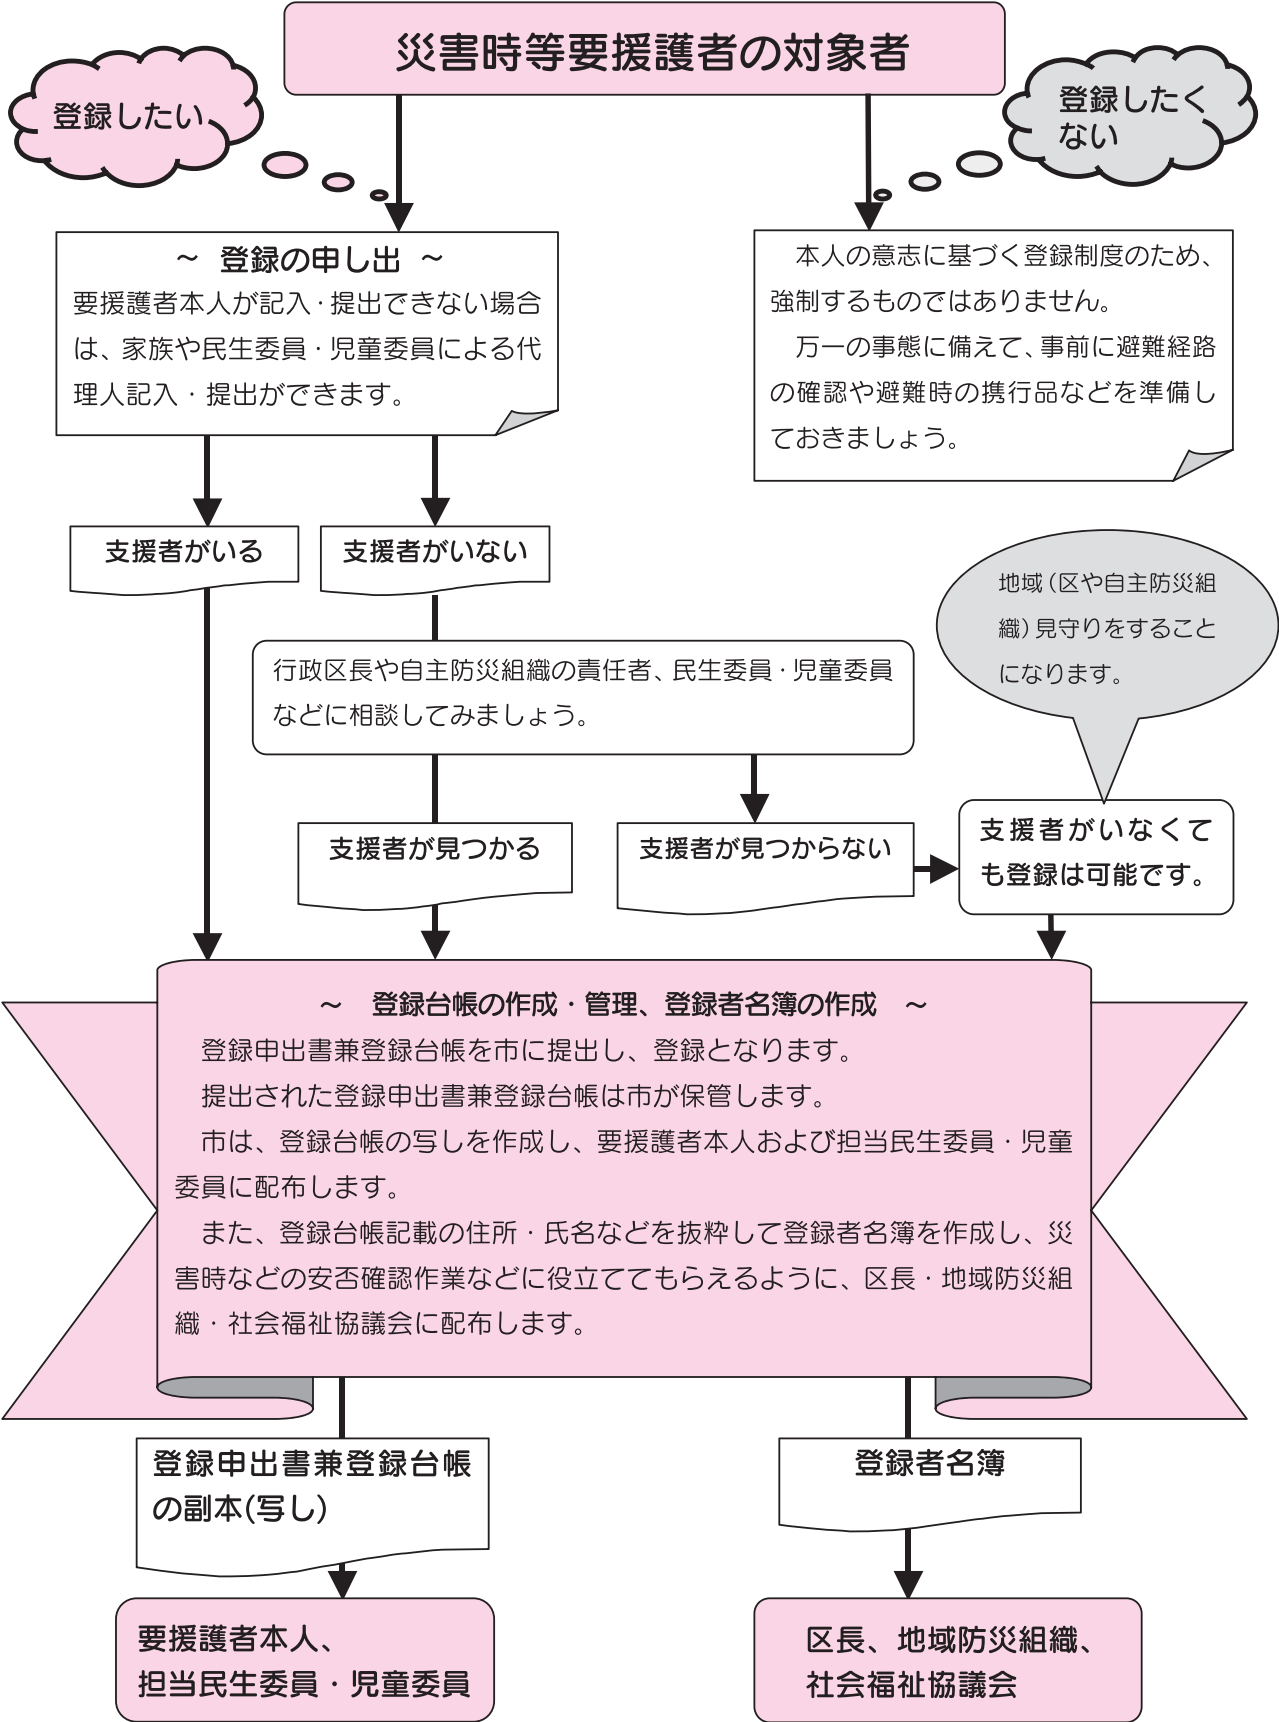 災害時等要援護者の対象者
登録したい
登録したく
ない
～ 登録の申し出 ～
要援護者本人が記入・提出できない場合
は、家族や民生委員・児童委員による代
理人記入・提出ができます。
本人の意志に基づく登録制度のため、
強制するものではありません。
万一の事態に備えて、事前に避難経路
の確認や避難時の携行品などを準備し
ておきましょう。
支援者がいる
支援者がいない
地域（区や自主防災組
織）見守りをすること
になります。
行政区長や自主防災組織の責任者、民生委員・児童委員
などに相談してみましょう。
支援者が見つかる
支援者が見つからない
支援者がいなくて
も登録は可能です。
～ 登録台帳の作成・管理、登録者名簿の作成 ～
登録申出書兼登録台帳を市に提出し、登録となります。
提出された登録申出書兼登録台帳は市が保管します。
市は、登録台帳の写しを作成し、要援護者本人および担当民生委員・児童
委員に配布します。
また、登録台帳記載の住所・氏名などを抜粋して登録者名簿を作成し、災
害時などの安否確認作業などに役立ててもらえるように、区長・地域防災組
織・社会福祉協議会に配布します。
登録申出書兼登録台帳
の副本(写し)
登録者名簿
要援護者本人、
担当民生委員・児童委員
区長、地域防災組織、
社会福祉協議会